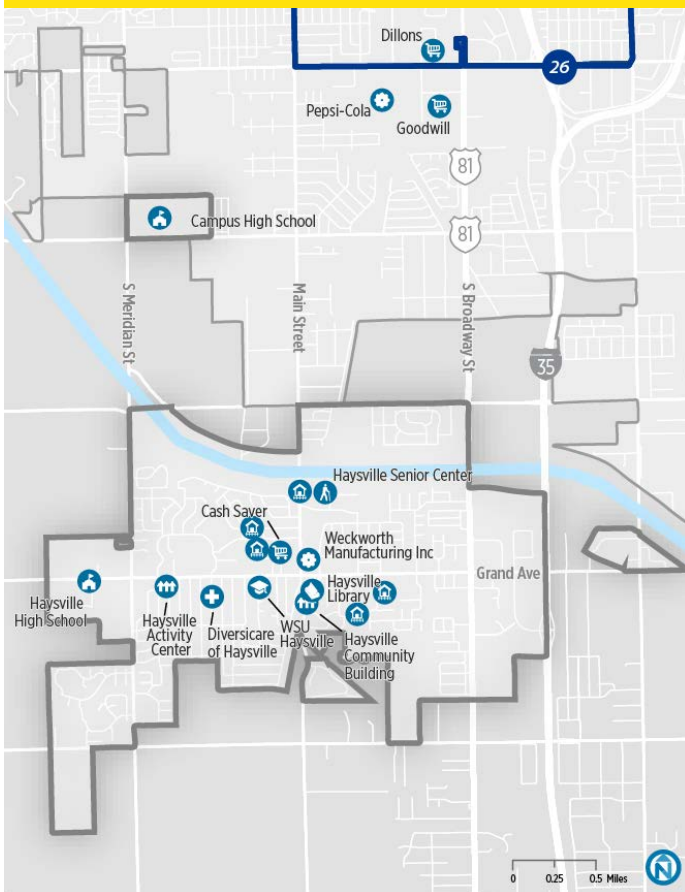 Dillons
26
Pepsi-Cola
Goodwill
81
Campus High School
81
S Meridian St
Main Street
S Broadway St
35
Haysville Senior Center
Cash Saver
Weckworth
Manufacturing Inc
Grand Ave
Haysville
High School
Haysville
Activity
Center
Diversicare
of Haysville
WSU
Haysville
Haysville
Library
Haysville
Community
Building
0
0.25
0.5 Miles
N